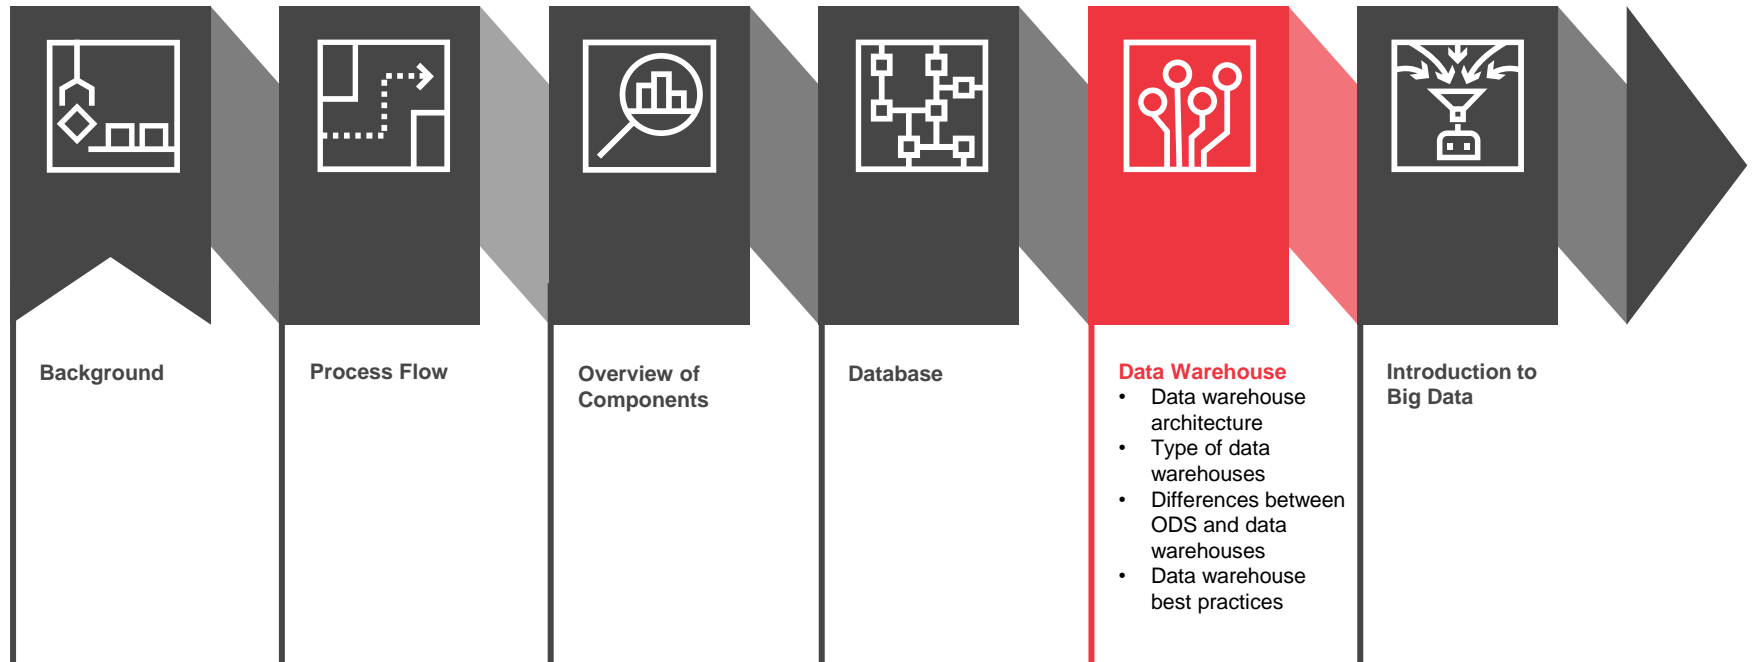 Background
Process Flow
Overview of
Components
Database
Data Warehouse
• Data warehouse
architecture
• Type of data
warehouses
• Differences between
ODS and data
warehouses
• Data warehouse
best practices
Introduction to
Big Data